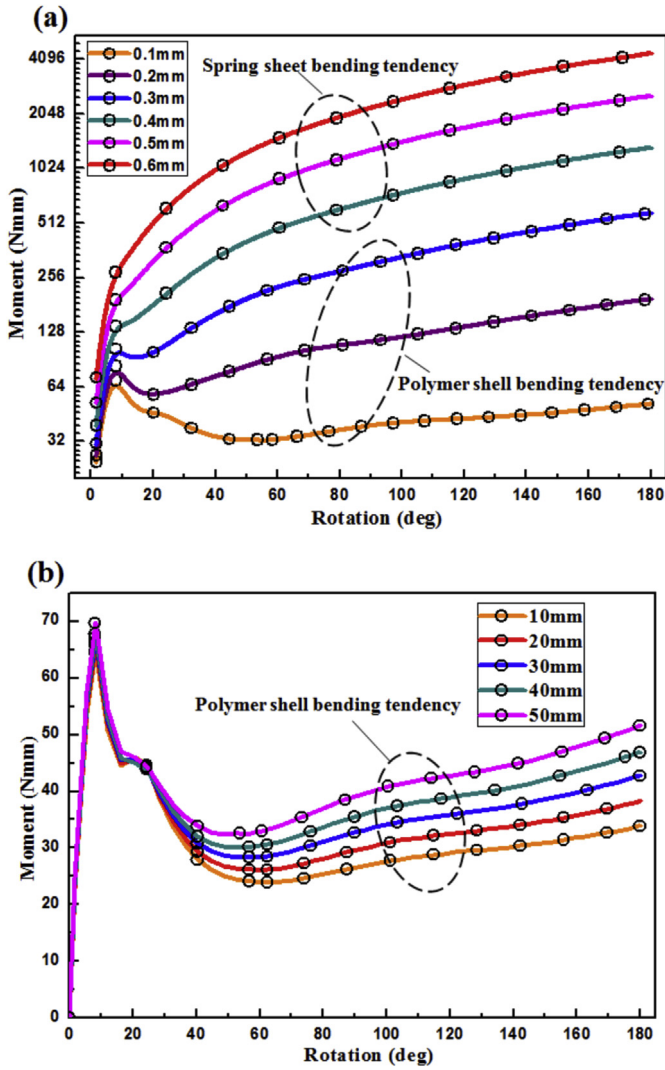 (a)
4096
2048
1024
512
256
128
64
32
Moment (Nmm)
0.1mm
0.2mm
0.3mm
0.4mm
0.5mm
0.6mm
Spring sheet bending tendency
Polymer shell bending tendency
0 20 40 60 80 100 120 140 160 180
Rotation (deg)
(b)
70
60
50
40
30
20
10
0
Moment (Nmm)
10mm
20mm
30mm
40mm
50mm
Polymer shell bending tendency
0 20 40 60 80 100 120 140 160 180
Rotation (deg)